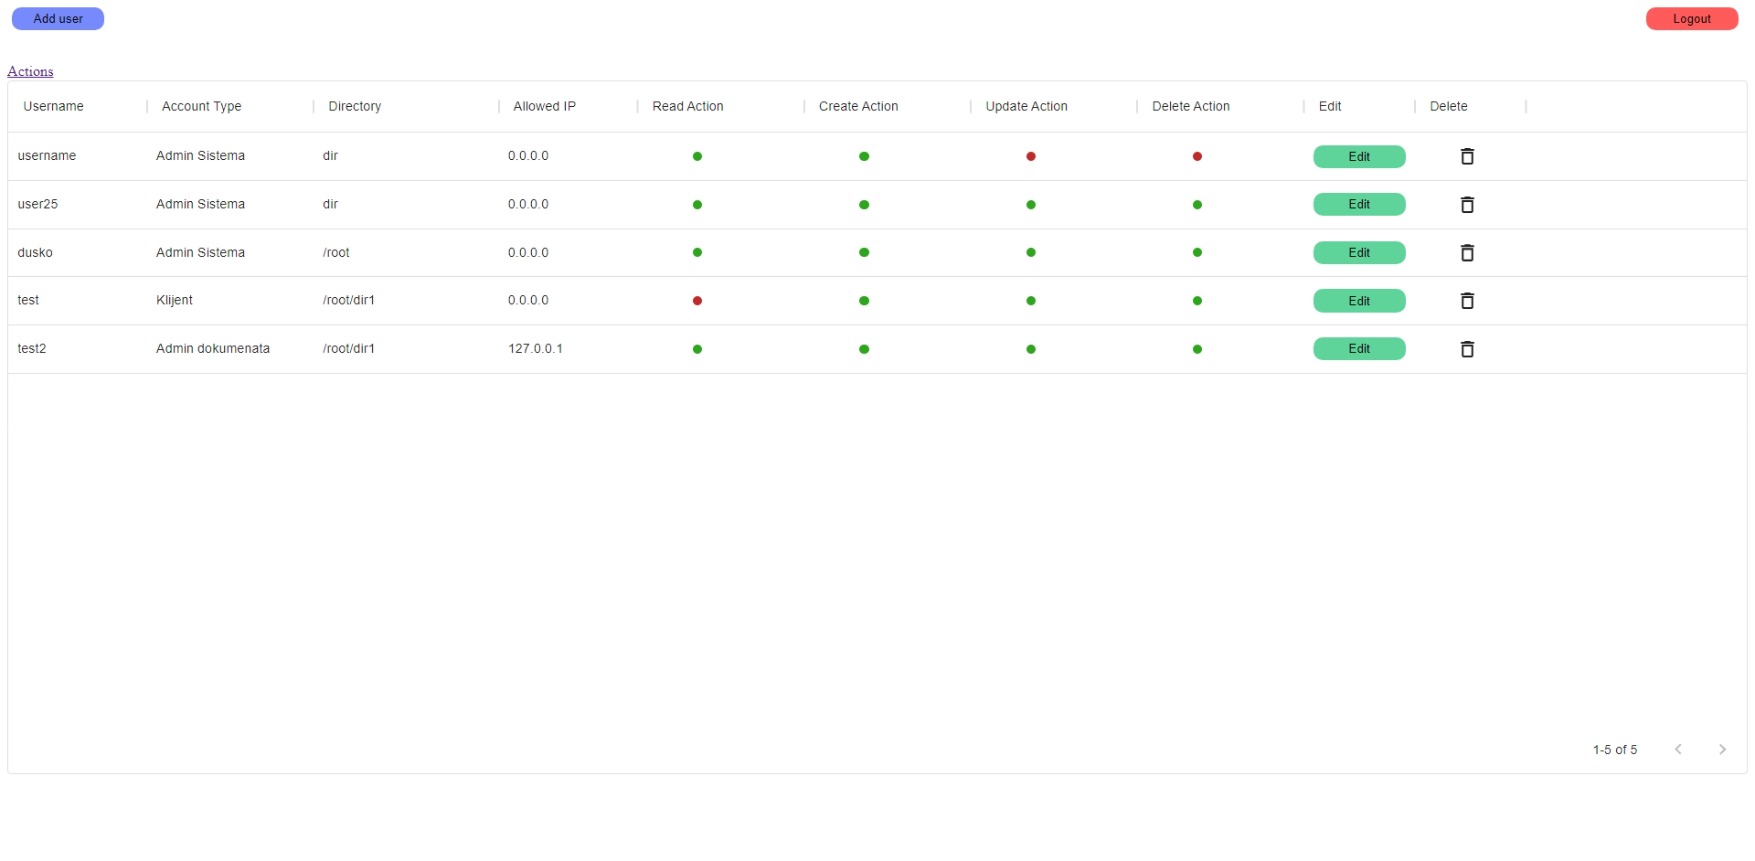 Add user Logout
Actions
Username Account Type Directory Allowed IP Read Action Create Action Update Action Delete Action Edit Delete
username Admin Sistema dir 0.0.0.0 Edit
user25 Admin Sistema dir 0.0.0.0 Edit
dusko Admin Sistema /root 0.0.0.0 Edit
test Klijent /root/dir1 0.0.0.0 Edit
test2 Admin dokumenata /root/dir1 127.0.0.1 Edit
1-5 of 5